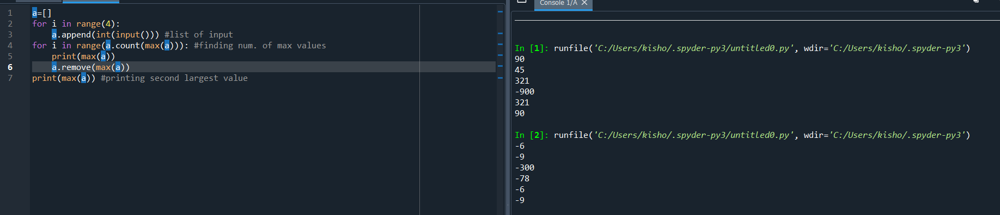 1 a=[]
2 for i in range(4):
3 a.append(int(input())) #list of input
4 for i in range(a.count(max(a))): #finding num. of max values
5 print(max(a))
6 a.remove(max(a))
7 print(max(a)) #printing second largest value
Console 1/A ×
In [1]: runfile('C:/Users/kisho/.spyder-py3/untitled0.py', wdir='C:/Users/kisho/.spyder-py3')
90
45
321
-900
321
90
In [2]: runfile('C:/Users/kisho/.spyder-py3/untitled0.py', wdir='C:/Users/kisho/.spyder-py3')
-6
-9
-300
-78
-6
-9